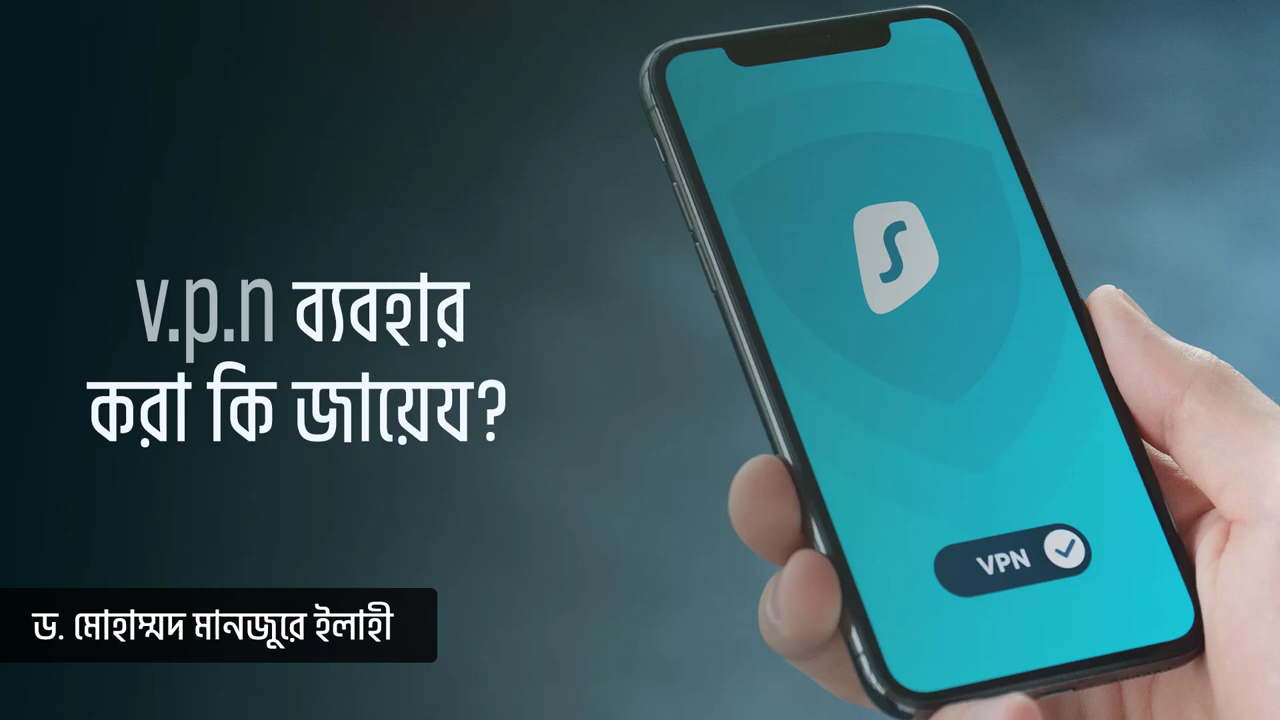 v.p.n ব্যবহার
করা কি জায়েয?
ড. মোহাম্মদ মানজুরে ইলাহী
S
VPN